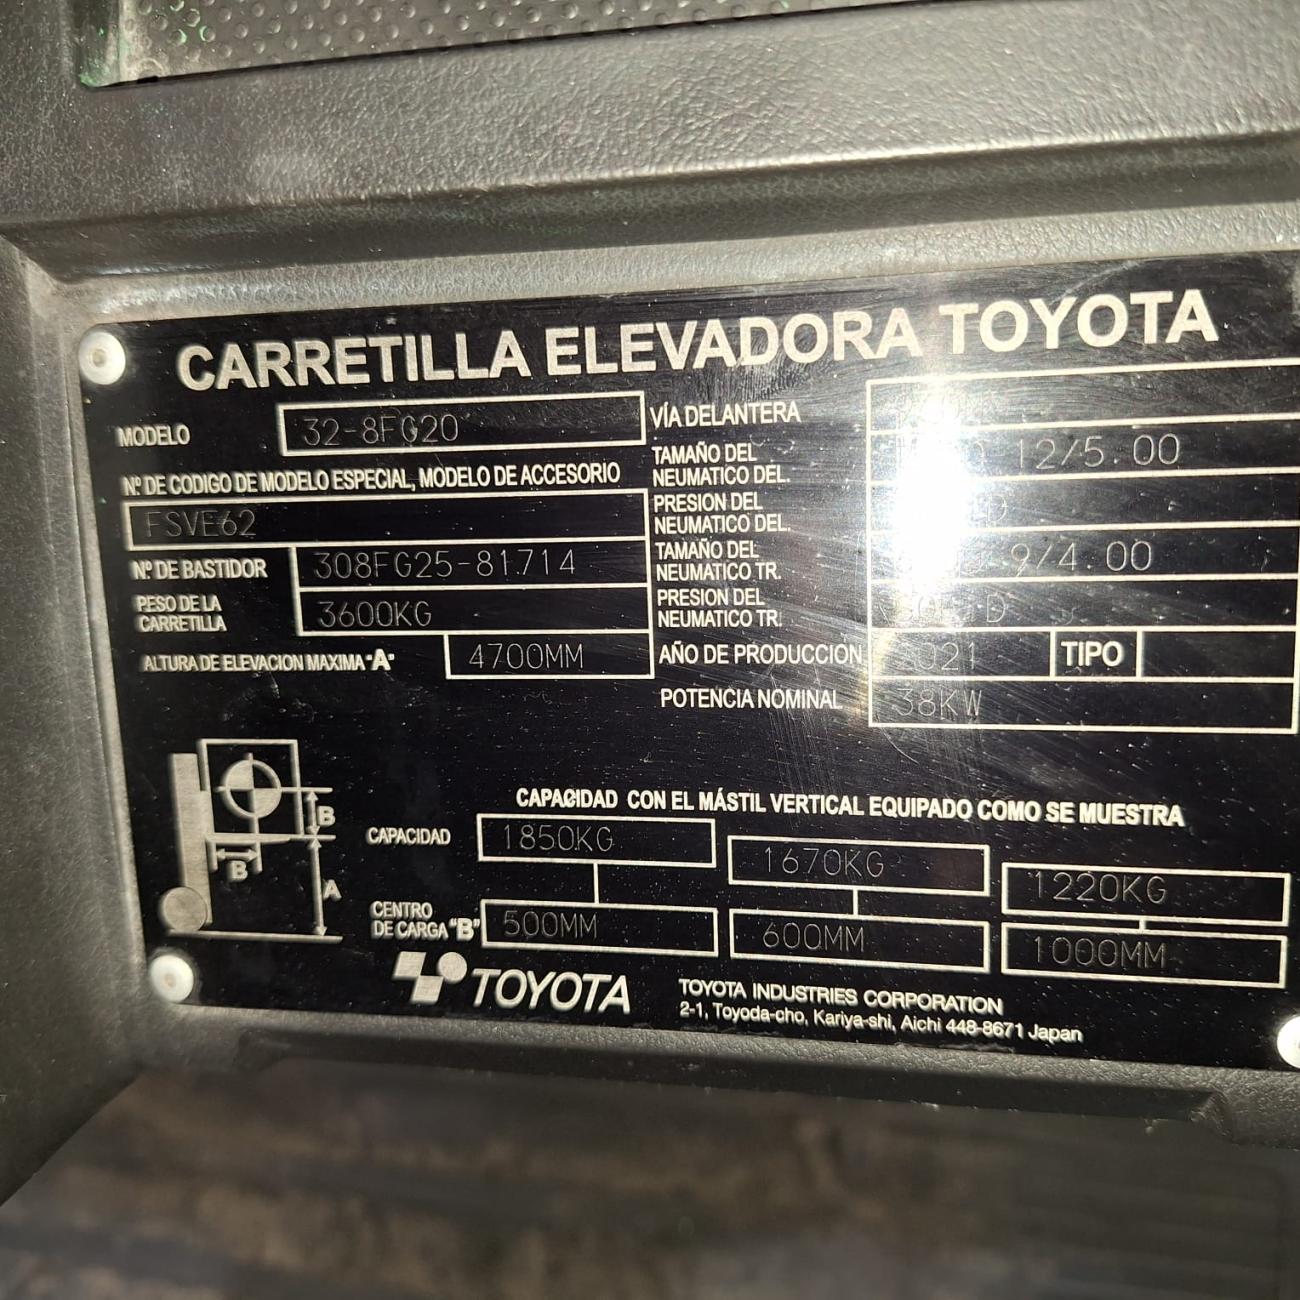 CARRETILLA ELEVADORA TOYOTA
MODELO 32-8FG20
Nº DE CODIGO DE MODELO ESPECIAL, MODELO DE ACCESORIO
FSVE62
Nº DE BASTIDOR 308FG25-81714
PESO DE LA
CARRETILLA 3600KG
ALTURA DE ELEVACION MAXIMA "A" 4700MM
VÍA DELANTERA
TAMAÑO DEL
NEUMATICO DEL. 12/5.00
PRESION DEL
NEUMATICO DEL.
TAMAÑO DEL
NEUMATICO TR. 9/4.00
PRESION DEL
NEUMATICO TR.
AÑO DE PRODUCCION 2021 TIPO
POTENCIA NOMINAL 38KW
B
B
A
CAPACIDAD CON EL MÁSTIL VERTICAL EQUIPADO COMO SE MUESTRA
CAPACIDAD 1850KG 1670KG 1220KG
CENTRO
DE CARGA "B" 500MM 600MM 1000MM
TOYOTA
TOYOTA INDUSTRIES CORPORATION
2-1, Toyoda-cho, Kariya-shi, Aichi 448-8671 Japan